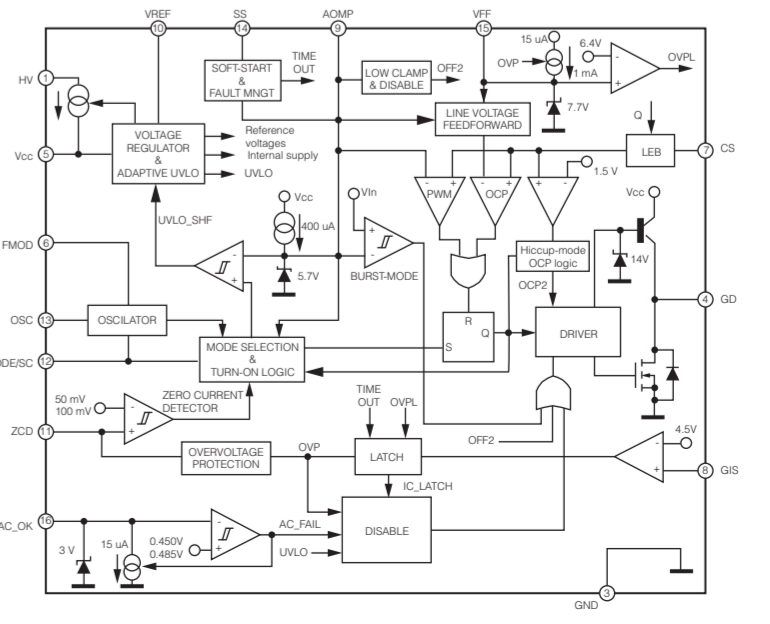 VREF
SS
AOMP
VFF
10
14
9
15
HV
1
SOFT-START
&
FAULT MNGT
TIME
OUT
LOW CLAMP
& DISABLE
OFF2
15 uA
OVP
1 mA
6.4V
-
+
OVPL
7.7V
LINE VOLTAGE
FEEDFORWARD
Q
LEB
7
CS
Vcc
5
VOLTAGE
REGULATOR
&
ADAPTIVE UVLO
Reference
voltages
Internal supply
UVLO
-
+
PWM
-
+
OCP
+
-
1.5 V
UVLO_SHF
Vcc
400 uA
5.7V
VIn
+
-
BURST-MODE
Vcc
14V
FMOD
6
-
+
Hiccup-mode
OCP logic
OCP2
4
GD
OSC
13
OSCILATOR
R
S
Q
DRIVER
ODE/SC
12
MODE SELECTION
&
TURN-ON LOGIC
50 mV
100 mV
-
+
ZERO CURRENT
DETECTOR
TIME
OUT
OVPL
ZCD
11
OFF2
4.5V
OVERVOLTAGE
PROTECTION
OVP
LATCH
-
+
8
GIS
IC_LATCH
AC_OK
16
3 V
15 uA
0.450V
0.485V
-
+
AC_FAIL
UVLO
DISABLE
3
GND